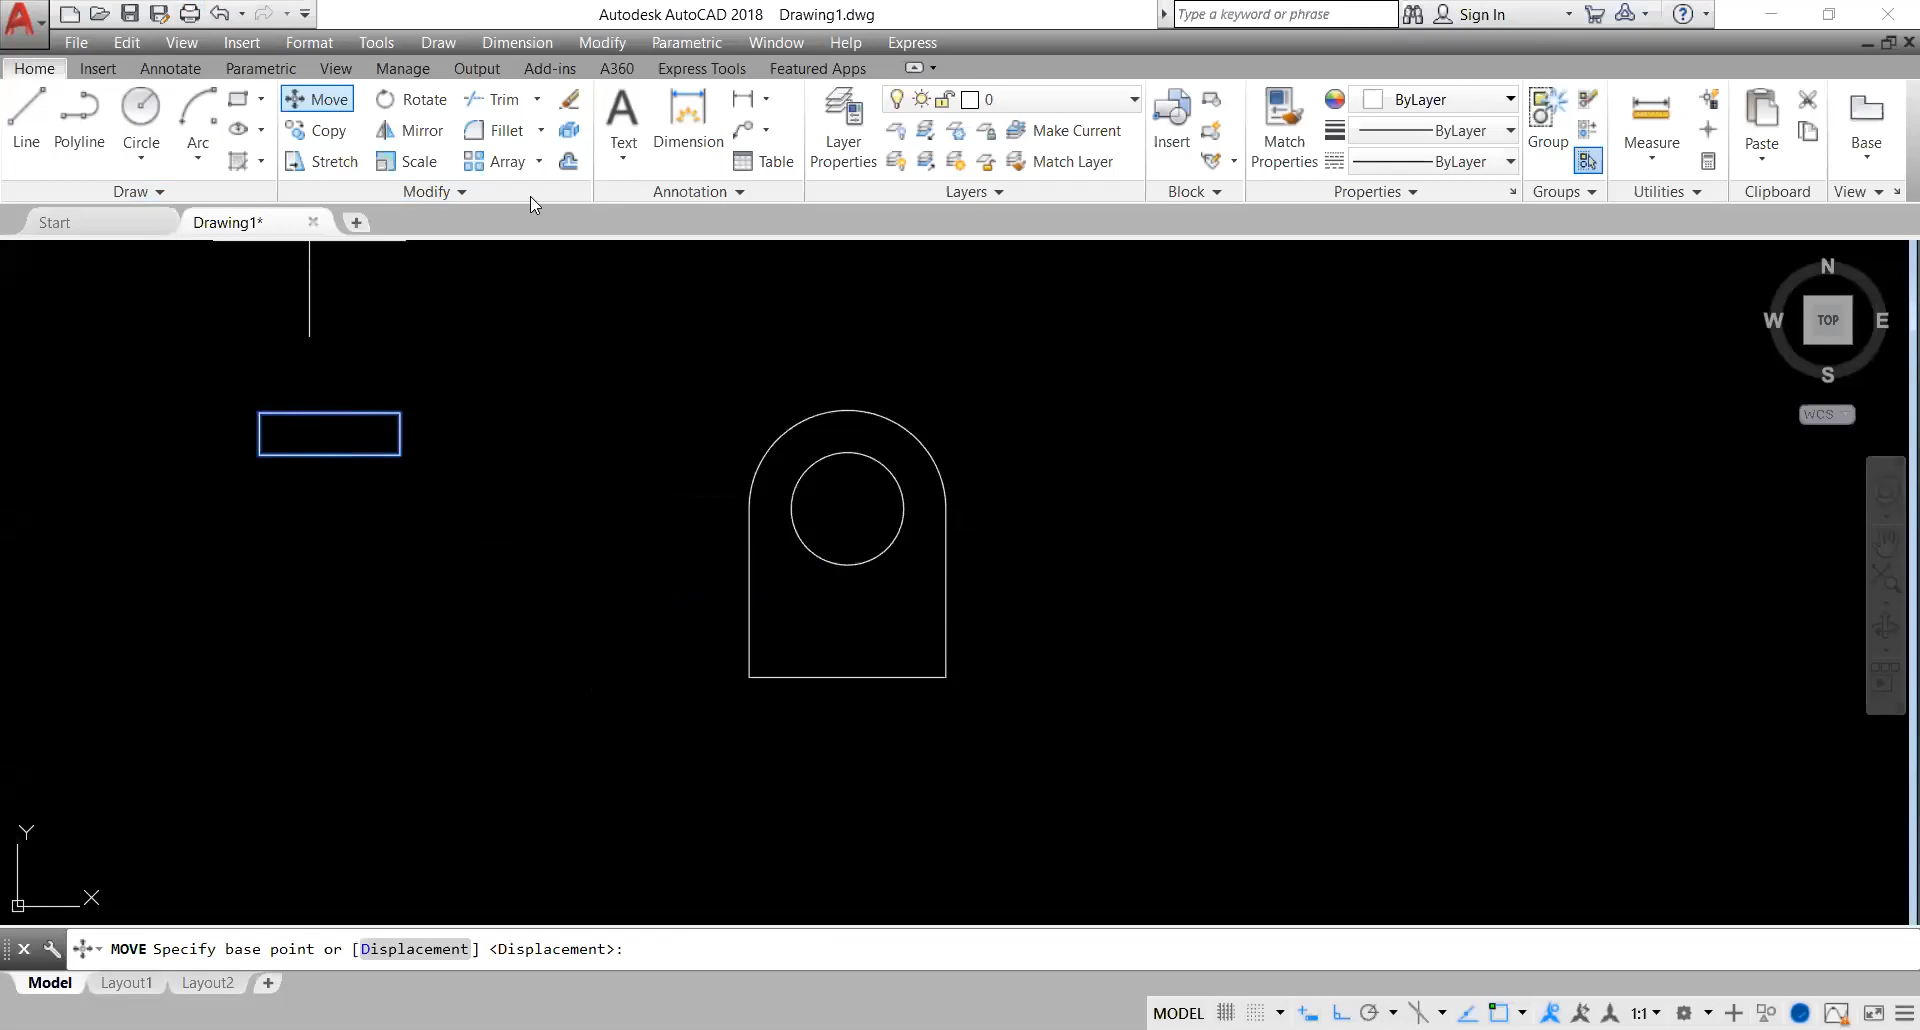 Autodesk AutoCAD 2018 Drawing1.dwg
Type a keyword or phrase
Sign In
File Edit View Insert Format Tools Draw Dimension Modify Parametric Window Help Express
Home Insert Annotate Parametric View Manage Output Add-ins A360 Express Tools Featured Apps
Move Rotate Trim 0 ByLayer
Line Polyline Circle Arc Copy Mirror Fillet Text Dimension Layer Properties Make Current Insert Match Properties ByLayer Group Measure Paste Base
Stretch Scale Array Table Match Layer ByLayer
Draw Modify Annotation Layers Block Properties Groups Utilities Clipboard View
Start Drawing1*
N
W TOP E
S
WCS
Y
X
MOVE Specify base point or [Displacement] <Displacement>:
Model Layout1 Layout2
MODEL 1:1